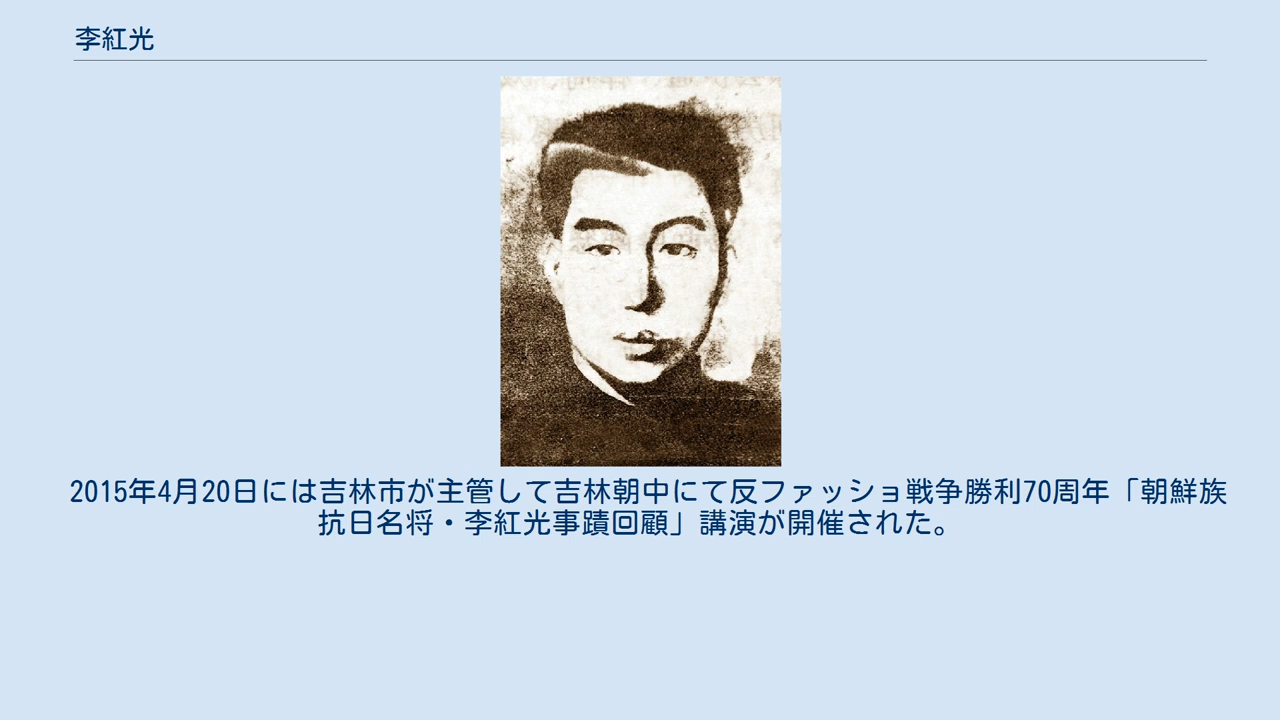 李紅光
2015年4月20日には吉林市が主管して吉林朝中にて反ファッショ戦争勝利70周年「朝鮮族
抗日名将・李紅光事蹟回顧」講演が開催された。